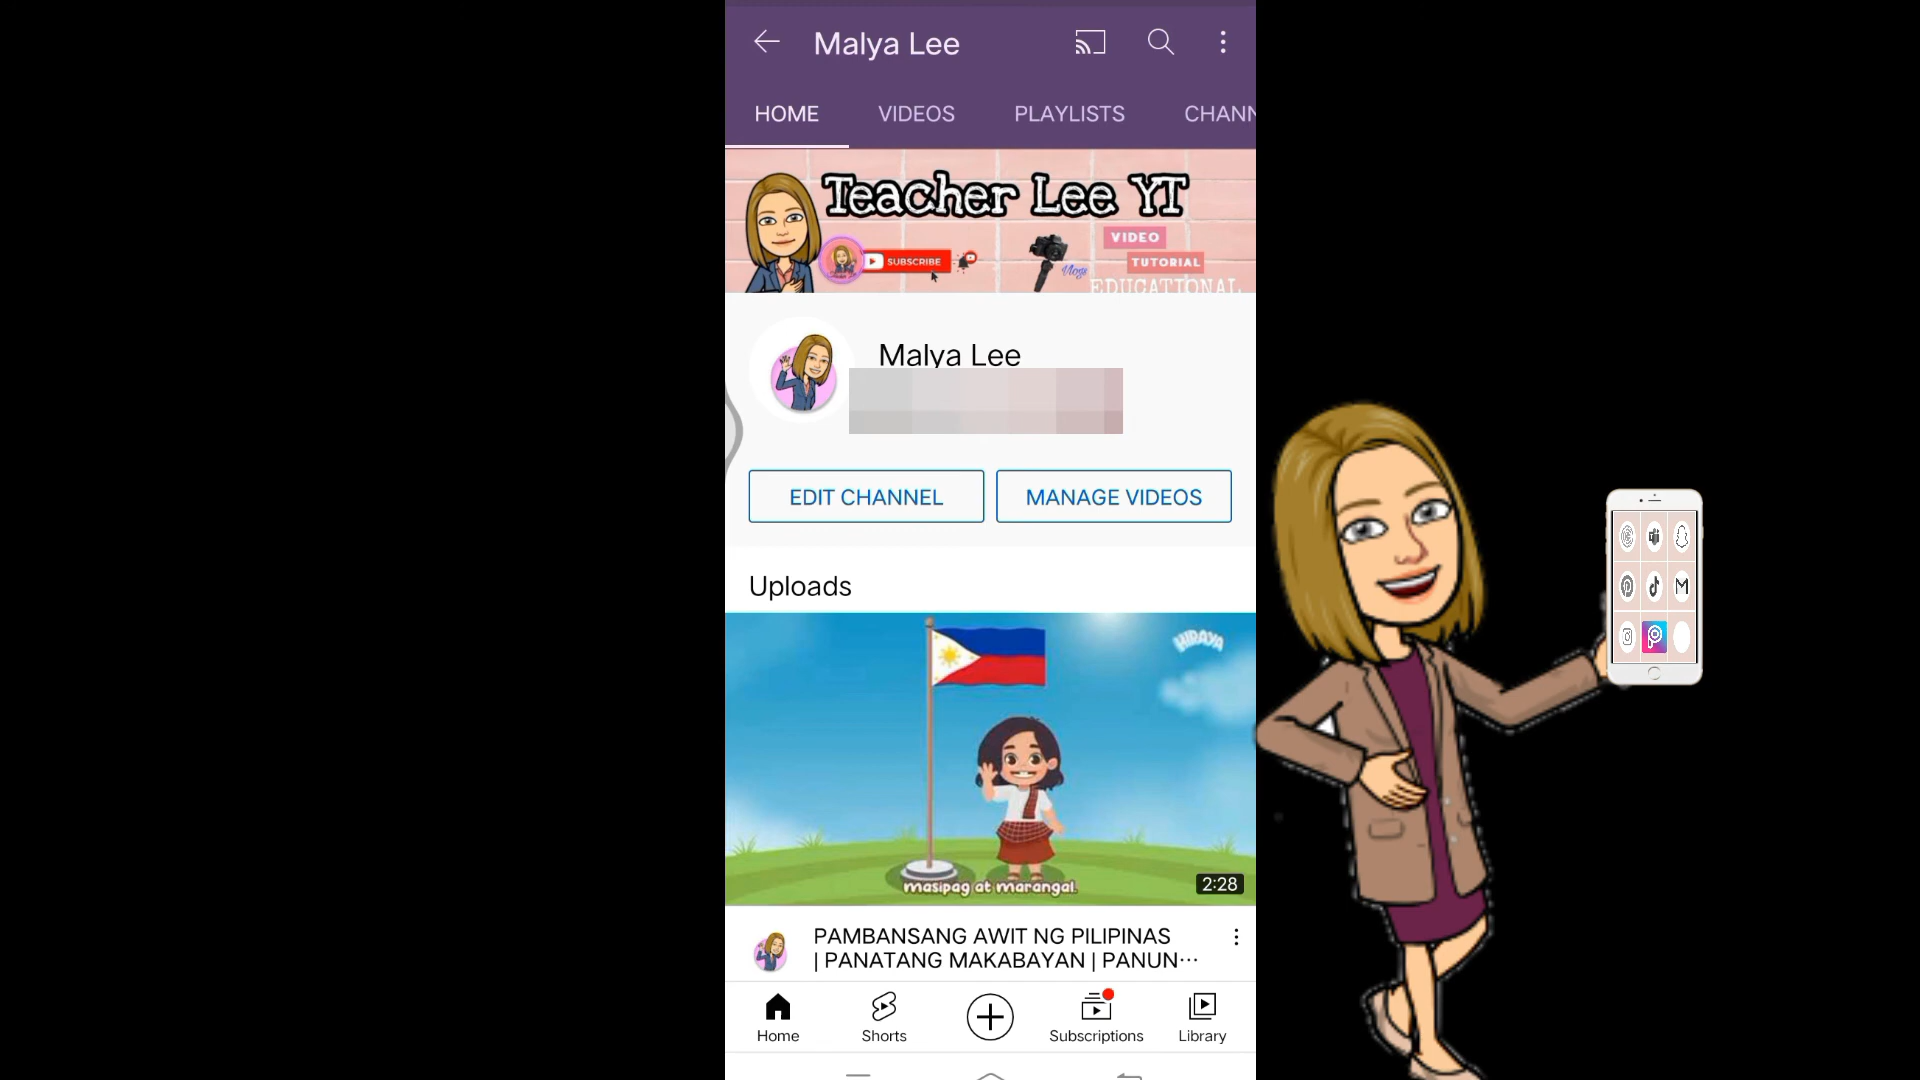 Malya Lee
HOME VIDEOS PLAYLISTS CHANN
Teacher Lee YT
SUBSCRIBE
Vlogs
VIDEO
TUTORIAL
EDUCATIONAL
Malya Lee
EDIT CHANNEL
MANAGE VIDEOS
Uploads
HIRAYA
masipag at marangal.
2:28
PAMBANSANG AWIT NG PILIPINAS
| PANATANG MAKABAYAN | PANUN...
Home Shorts Subscriptions Library